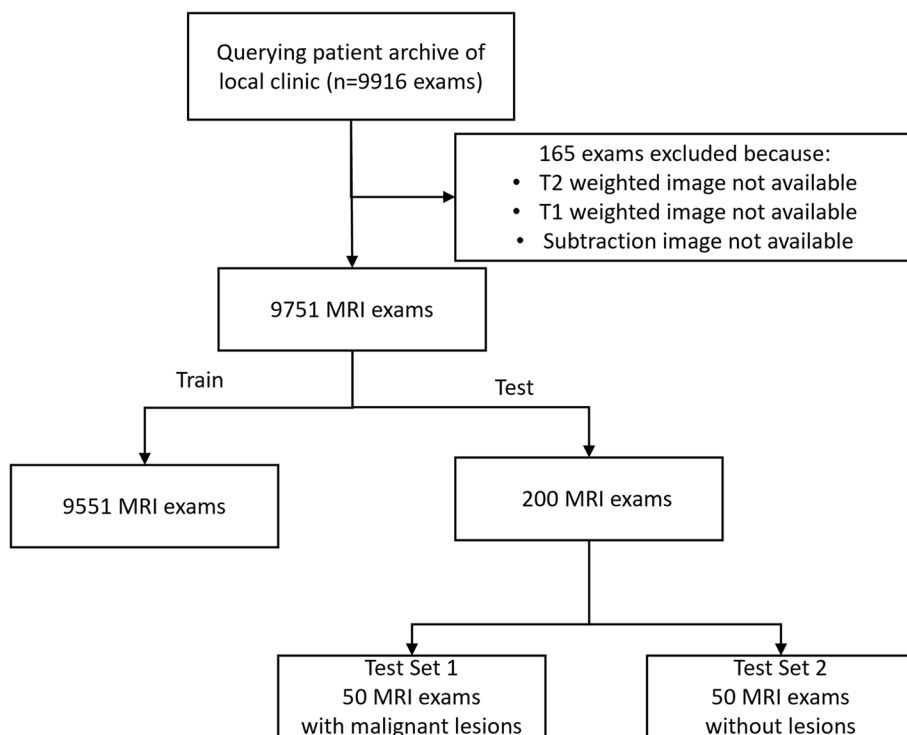 Querying patient archive of
local clinic (n=9916 exams)
165 exams excluded because:
• T2 weighted image not available
• T1 weighted image not available
• Subtraction image not available
9751 MRI exams
Train
Test
9551 MRI exams
200 MRI exams
Test Set 1
50 MRI exams
with malignant lesions
Test Set 2
50 MRI exams
without lesions